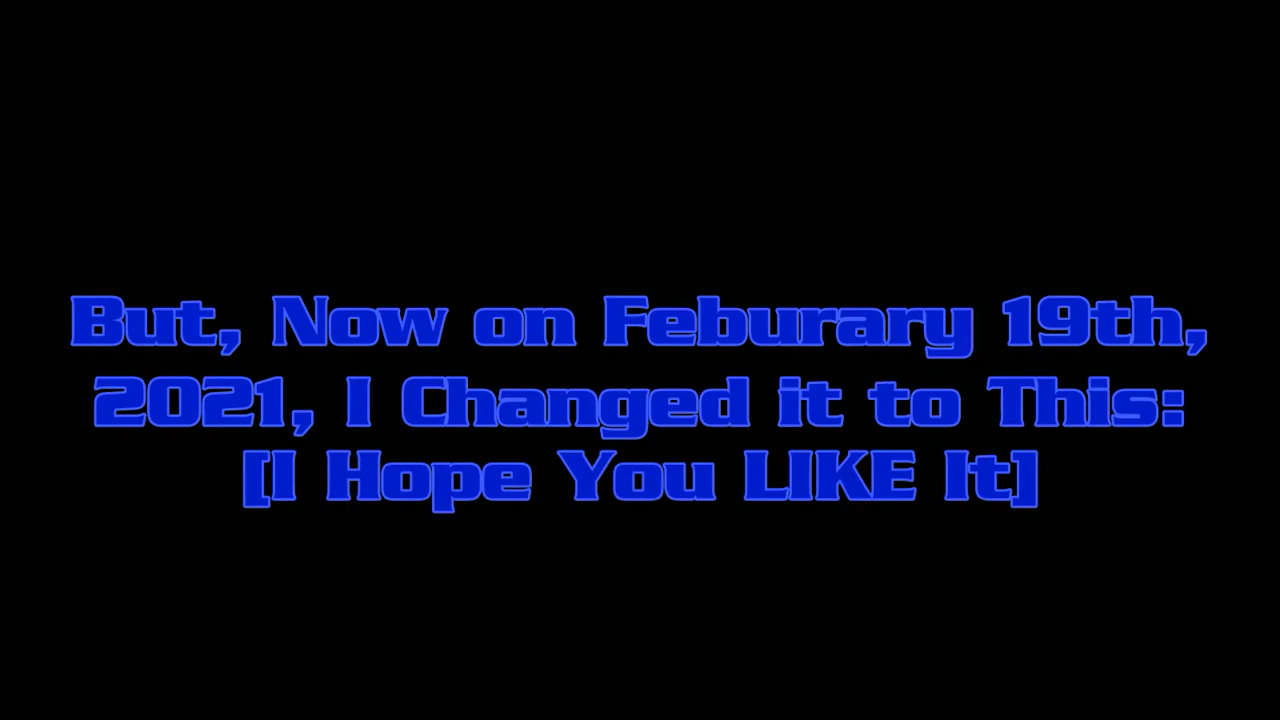 But, Now on Feburary 19th,
2021, I Changed it to This:
[I Hope You LIKE It]